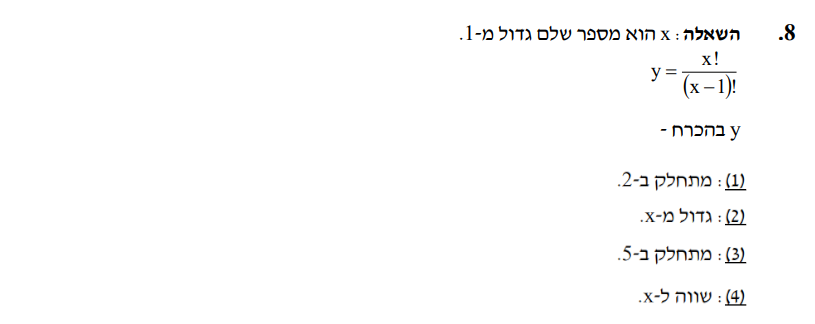 8. השאלה: x הוא מספר שלם גדול מ-1.
y = x! / (x – 1)!
y בהכרח -
(1): מתחלק ב-2.
(2): גדול מ-x.
(3): מתחלק ב-5.
(4): שווה ל-x.